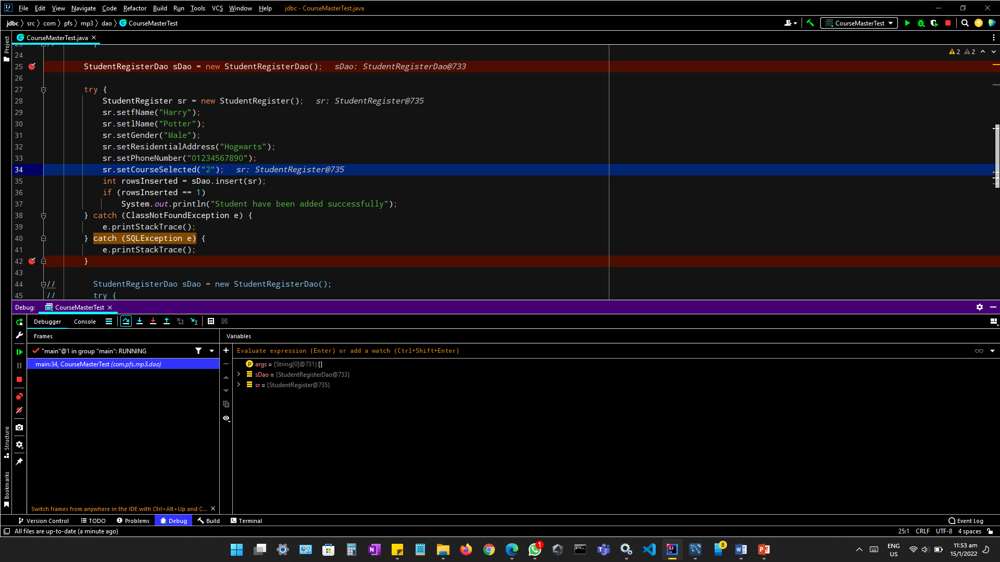 File Edit View Navigate Code Refactor Build Run Tools VCS Window Help jdbc - CourseMasterTest.java
jdbc src com pfs mp3 dao CourseMasterTest CourseMasterTest
CourseMasterTest.java
Project
24 2 2
25 StudentRegisterDao sDao = new StudentRegisterDao(); sDao: StudentRegisterDao@733
26
27 try {
28 StudentRegister sr = new StudentRegister(); sr: StudentRegister@735
29 sr.setfName("Harry");
30 sr.setlName("Potter");
31 sr.setGender("Male");
32 sr.setResidentialAddress("Hogwarts");
33 sr.setPhoneNumber("01234567890");
34 sr.setCourseSelected("2"); sr: StudentRegister@735
35 int rowsInserted = sDao.insert(sr);
36 if (rowsInserted == 1)
37 System.out.println("Student have been added successfully");
38 } catch (ClassNotFoundException e) {
39 e.printStackTrace();
40 } catch (SQLException e) {
41 e.printStackTrace();
42 }
43
44 // StudentRegisterDao sDao = new StudentRegisterDao();
45 // try {
Debug: CourseMasterTest
Debugger Console
Frames Variables
"main"@1 in group "main": RUNNING Evaluate expression (Enter) or add a watch (Ctrl+Shift+Enter)
main:34, CourseMasterTest (com.pfs.mp3.dao) args = {String[0]@731} []
sDao = {StudentRegisterDao@733}
sr = {StudentRegister@735}
Structure
Bookmarks
Switch frames from anywhere in the IDE with Ctrl+Alt+Up and C...
Version Control TODO Problems Debug Build Terminal Event Log
All files are up-to-date (a minute ago) 25:1 CRLF UTF-8 4 spaces
1 8 ENG US 11:53 am
15/1/2022